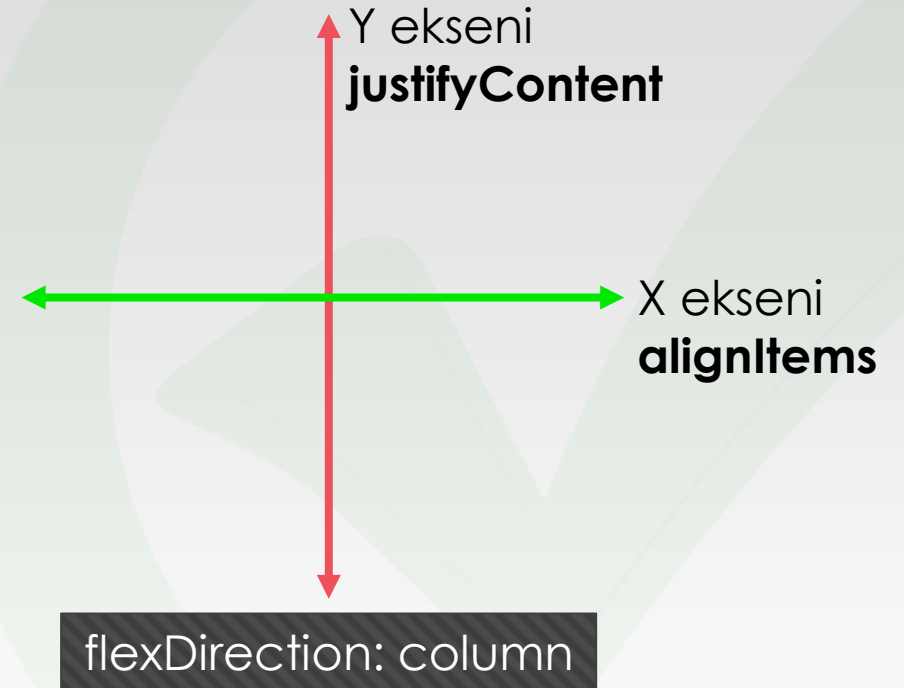 Y ekseni
justifyContent
X ekseni
alignItems
flexDirection: column